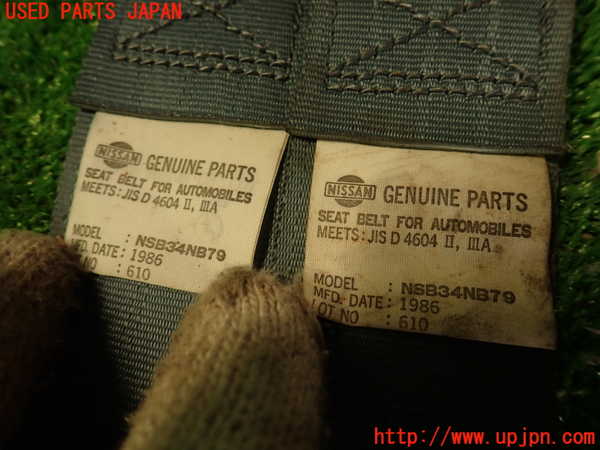 USED PARTS JAPAN
NISSAN GENUINE PARTS
SEAT BELT FOR AUTOMOBILES
MEETS: JIS D 4604 II, IIIA
MODEL : NSB34NB79
MFD. DATE: 1986
NO : 610
NISSAN GENUINE PARTS
SEAT BELT FOR AUTOMOBILES
MEETS: JIS D 4604 II, IIIA
MODEL : NSB34NB79
MFD. DATE: 1986
LOT NO : 610
http://www.upjpn.com/